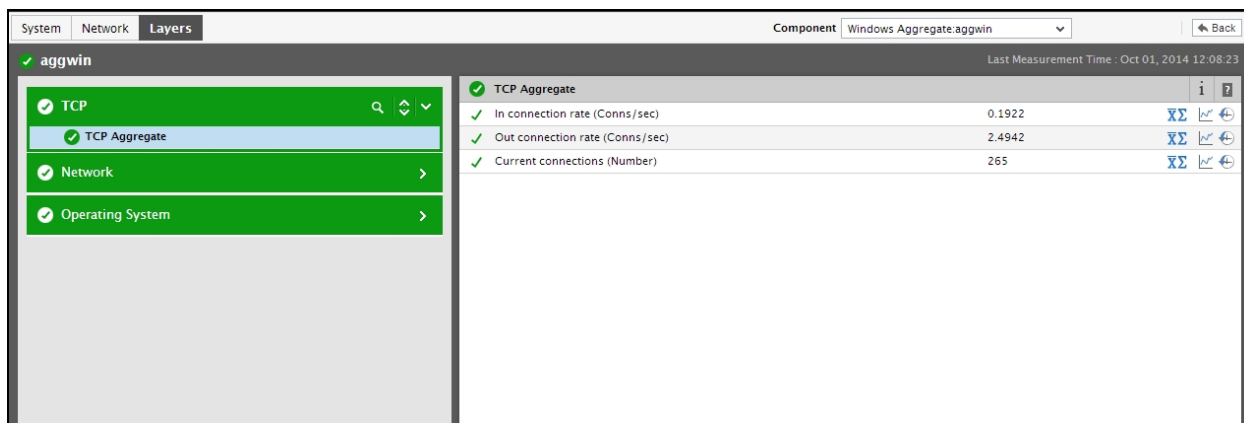 System Network Layers Component Windows Aggregate:aggwin Back
aggwin Last Measurement Time : Oct 01, 2014 12:08:23
TCP
TCP Aggregate
Network
Operating System
TCP Aggregate i ?
In connection rate (Conns/sec) 0.1922 X̅Σ
Out connection rate (Conns/sec) 2.4942 X̅Σ
Current connections (Number) 265 X̅Σ